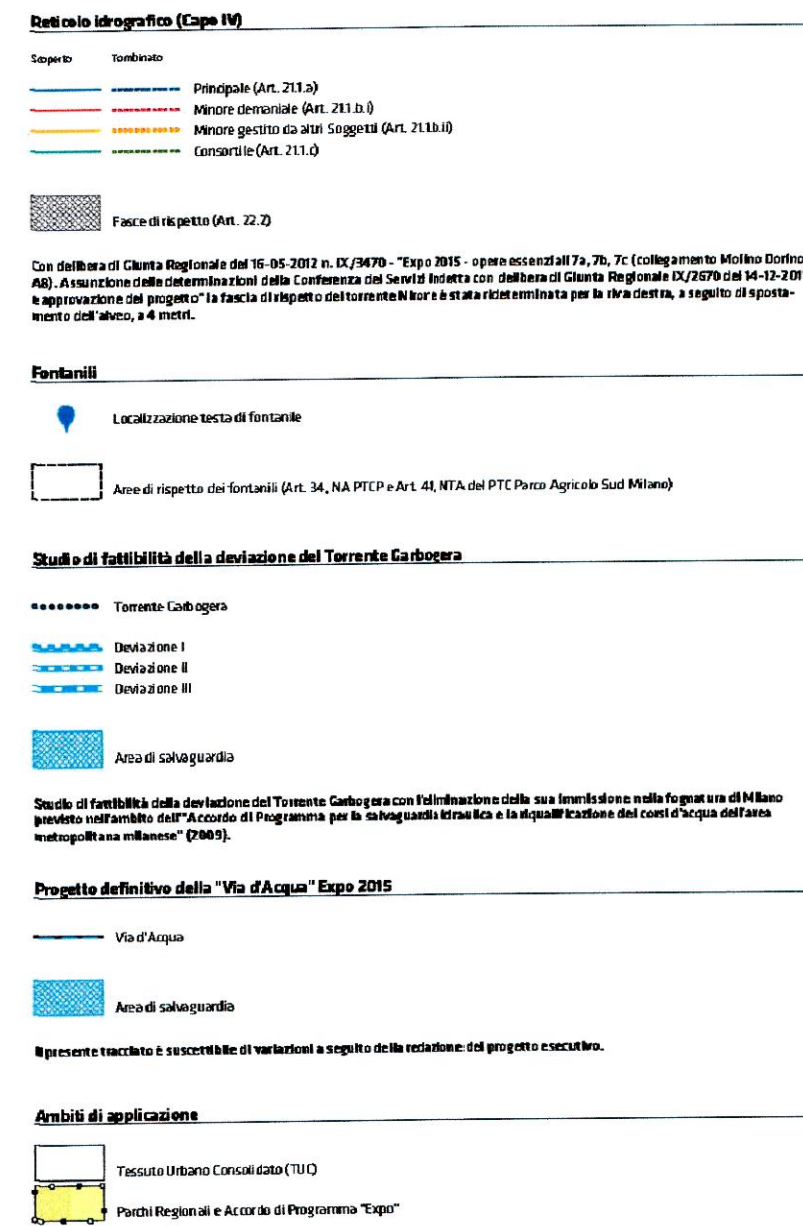 Reticolo idrografico (Capo IV)
Scoperto Tombinato
Principale (Art. 21.1.a)
Minore demaniale (Art. 21.1.b.i)
Minore gestito da altri Soggetti (Art. 21.1.b.ii)
Consortile (Art. 21.1.c)
Fasce di rispetto (Art. 22.2)
Con delibera di Giunta Regionale del 16-05-2012 n. IX/3470 - "Expo 2015 - opere essenziali 7a, 7b, 7c (collegamento Molino Dorino
A8). Assunzione delle determinazioni della Conferenza dei Servizi indetta con delibera di Giunta Regionale IX/2670 del 14-12-201
e approvazione del progetto" la fascia di rispetto del torrente Nirone è stata rideterminata per la riva destra, a seguito di sposta-
mento dell'alveo, a 4 metri.
Fontanili
Localizzazione testa di fontanile
Aree di rispetto dei fontanili (Art. 34, NA PTCP e Art. 41, NTA del PTC Parco Agricolo Sud Milano)
Studio di fattibilità della deviazione del Torrente Garbogera
Torrente Garbogera
Deviazione I
Deviazione II
Deviazione III
Area di salvaguardia
Studio di fattibilità della deviazione del Torrente Garbogera con l'eliminazione della sua immissione nella fognatura di Milano
previsto nell'ambito dell'"Accordo di Programma per la salvaguardia idraulica e la riqualificazione dei corsi d'acqua dell'area
metropolitana milanese" (2009).
Progetto definitivo della "Via d'Acqua" Expo 2015
Via d'Acqua
Area di salvaguardia
Il presente tracciato è suscettibile di variazioni a seguito della redazione del progetto esecutivo.
Ambiti di applicazione
Tessuto Urbano Consolidato (TUC)
Parchi Regionali e Accordo di Programma "Expo"